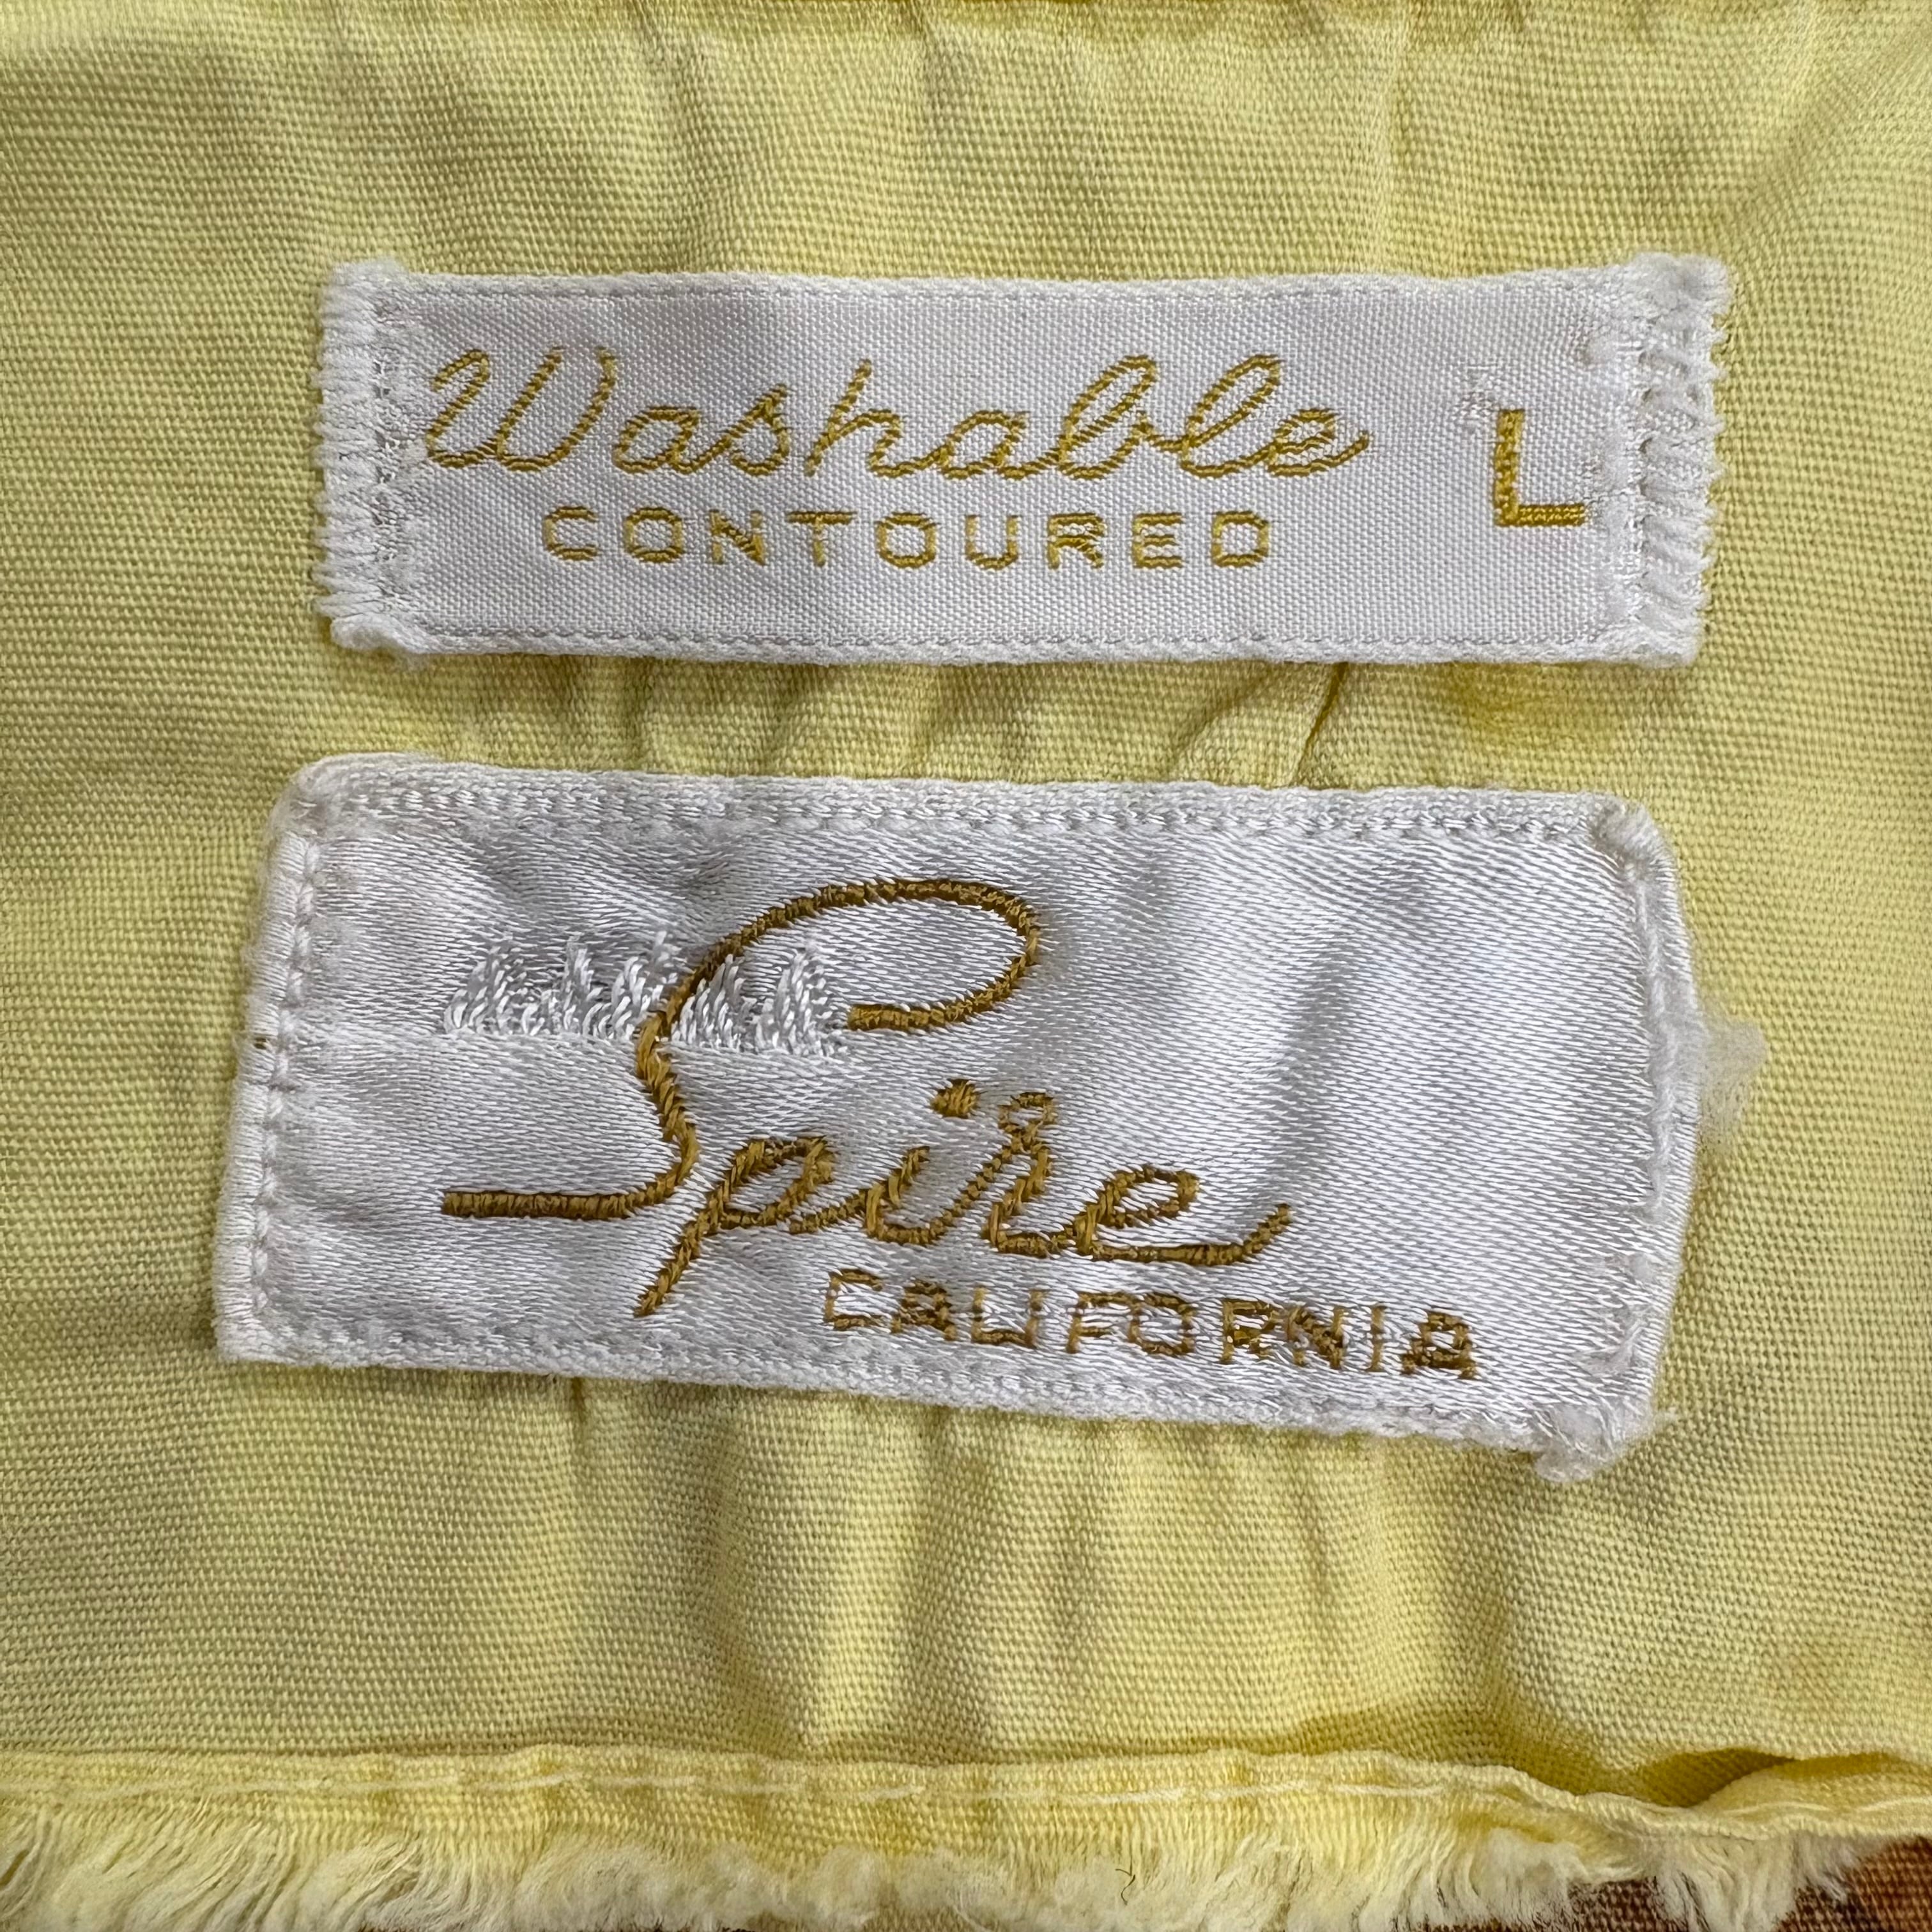 Washable L
CONTOURED
Spire
CALIFORNIA